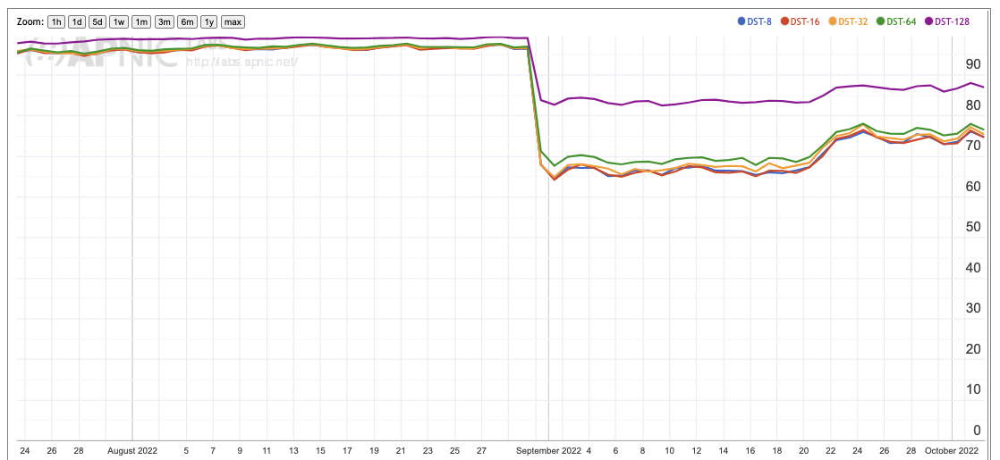 Zoom: 1h 1d 5d 1w 1m 3m 6m 1y max
DST-8 DST-16 DST-32 DST-64 DST-128
APNIC LABS
http://labs.apnic.net/
90
80
70
60
50
40
30
20
10
0
24 26 28 August 2022 5 7 9 11 13 15 17 19 21 23 25 27 September 2022 4 6 8 10 12 14 16 18 20 22 24 26 28 October 2022